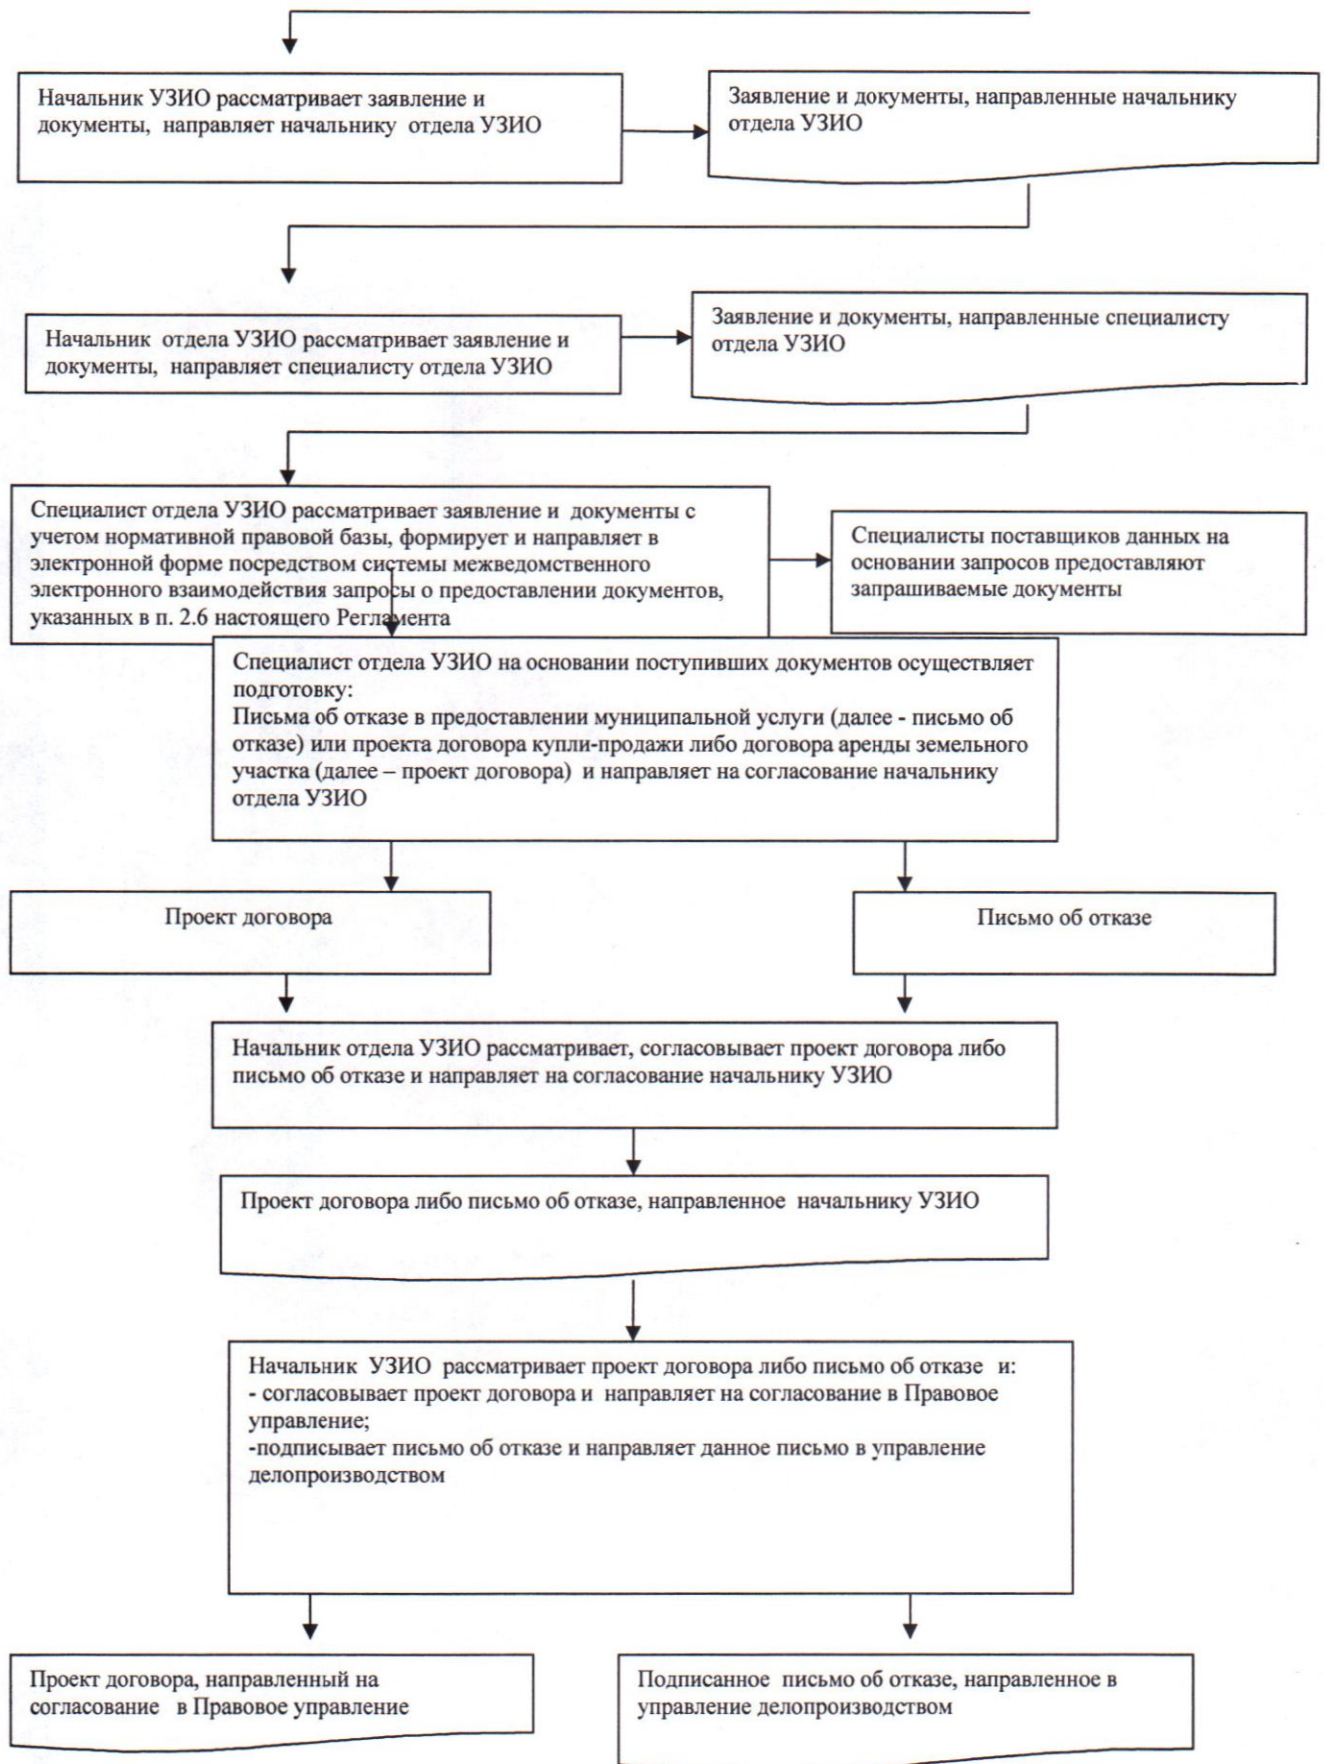 Начальник УЗИО рассматривает заявление и
документы, направляет начальнику отдела УЗИО
Заявление и документы, направленные начальнику
отдела УЗИО
Начальник отдела УЗИО рассматривает заявление и
документы, направляет специалисту отдела УЗИО
Заявление и документы, направленные специалисту
отдела УЗИО
Специалист отдела УЗИО рассматривает заявление и документы с
учетом нормативной правовой базы, формирует и направляет в
электронной форме посредством системы межведомственного
электронного взаимодействия запросы о предоставлении документов,
указанных в п. 2.6 настоящего Регламента
Специалисты поставщиков данных на
основании запросов предоставляют
запрашиваемые документы
Специалист отдела УЗИО на основании поступивших документов осуществляет
подготовку:
Письма об отказе в предоставлении муниципальной услуги (далее - письмо об
отказе) или проекта договора купли-продажи либо договора аренды земельного
участка (далее – проект договора) и направляет на согласование начальнику
отдела УЗИО
Проект договора
Письмо об отказе
Начальник отдела УЗИО рассматривает, согласовывает проект договора либо
письмо об отказе и направляет на согласование начальнику УЗИО
Проект договора либо письмо об отказе, направленное начальнику УЗИО
Начальник УЗИО рассматривает проект договора либо письмо об отказе и:
- согласовывает проект договора и направляет на согласование в Правовое
управление;
-подписывает письмо об отказе и направляет данное письмо в управление
делопроизводством
Проект договора, направленный на
согласование в Правовое управление
Подписанное письмо об отказе, направленное в
управление делопроизводством